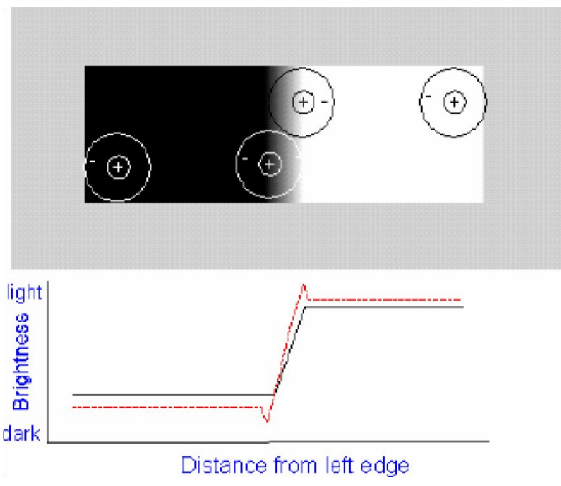 + -
- +
- +
- +
light
Brightness
dark
Distance from left edge